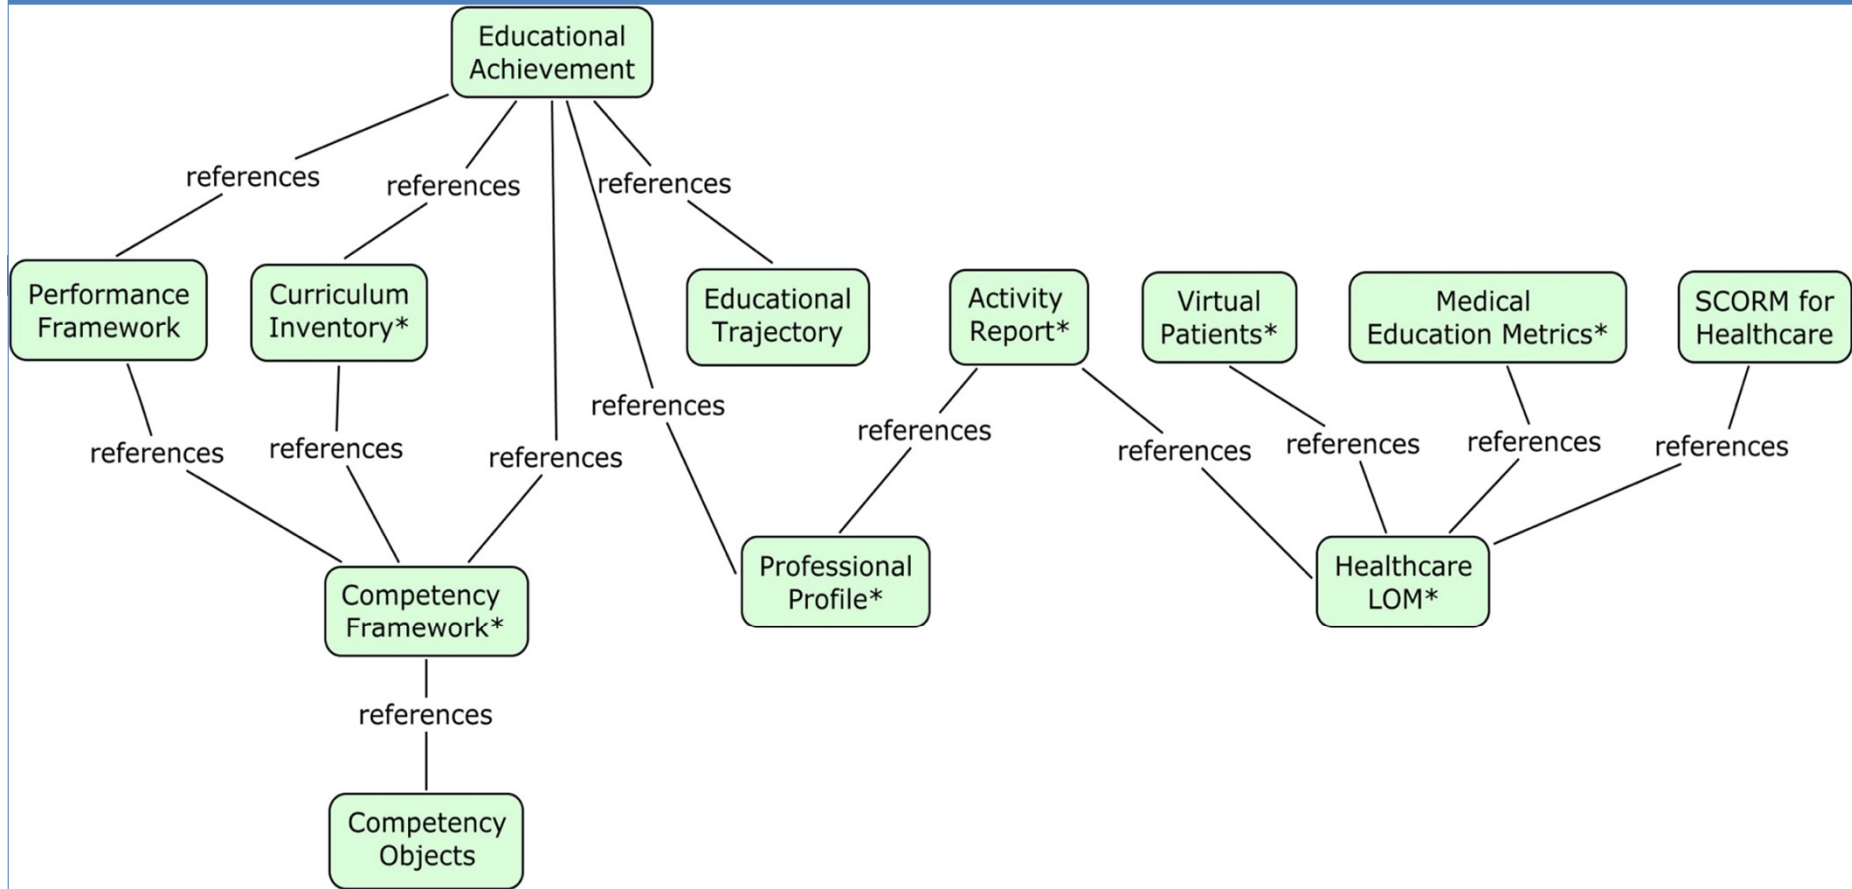 Educational
Achievement
references
references
references
Performance
Framework
Curriculum
Inventory*
Educational
Trajectory
Activity
Report*
Virtual
Patients*
Medical
Education Metrics*
SCORM for
Healthcare
references
references
references
references
references
references
references
references
references
Professional
Profile*
Healthcare
LOM*
Competency
Framework*
references
Competency
Objects